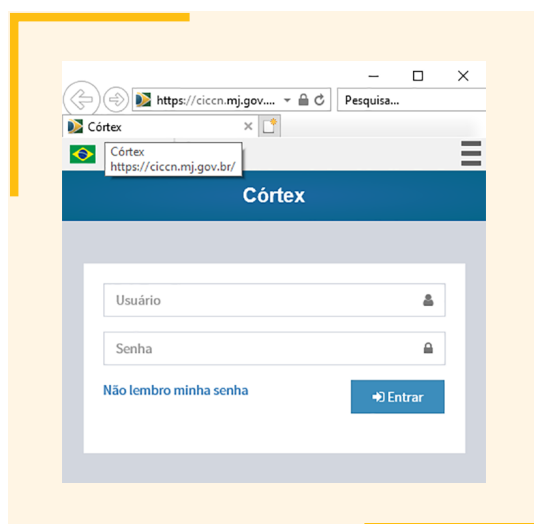 https://ciccn.mj.gov....
Pesquisa...
Córtex
Córtex
https://ciccn.mj.gov.br/
Córtex
Usuário
Senha
Não lembro minha senha
Entrar